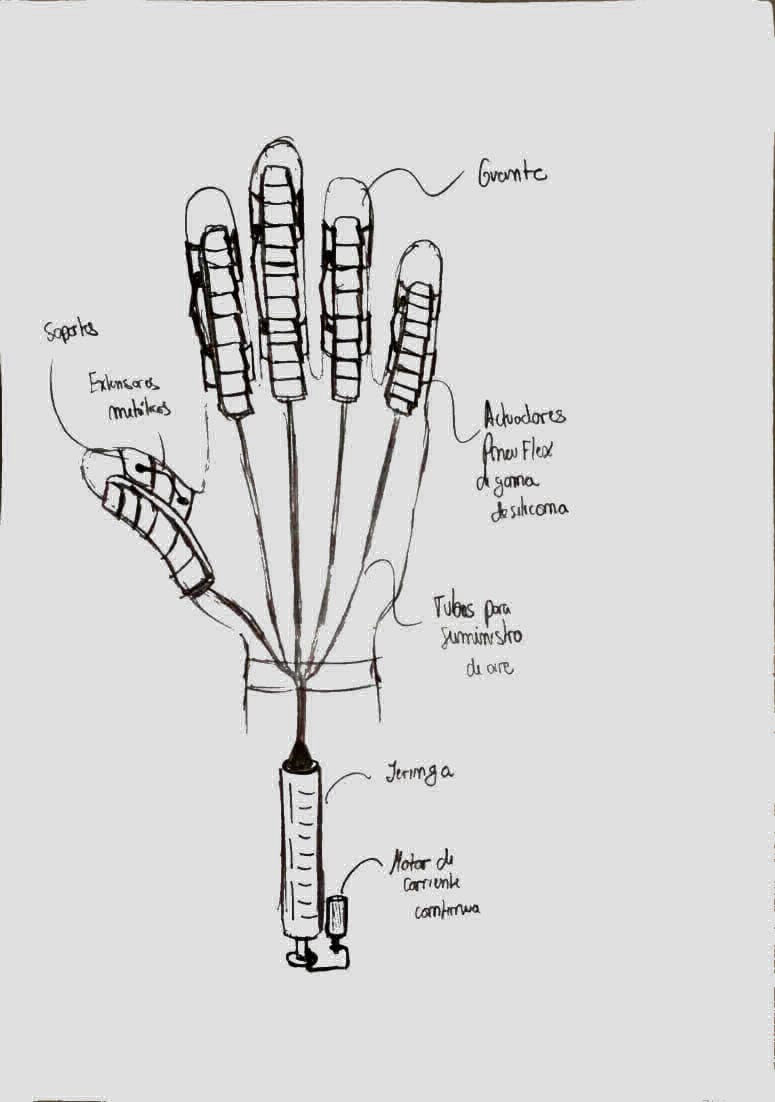 Guante
Soportes
Extensores
metálicos
Actuadores
PneuFlex
de goma
de silicona
Tubos para
suministro
de aire
Jeringa
Motor de
corriente
continua